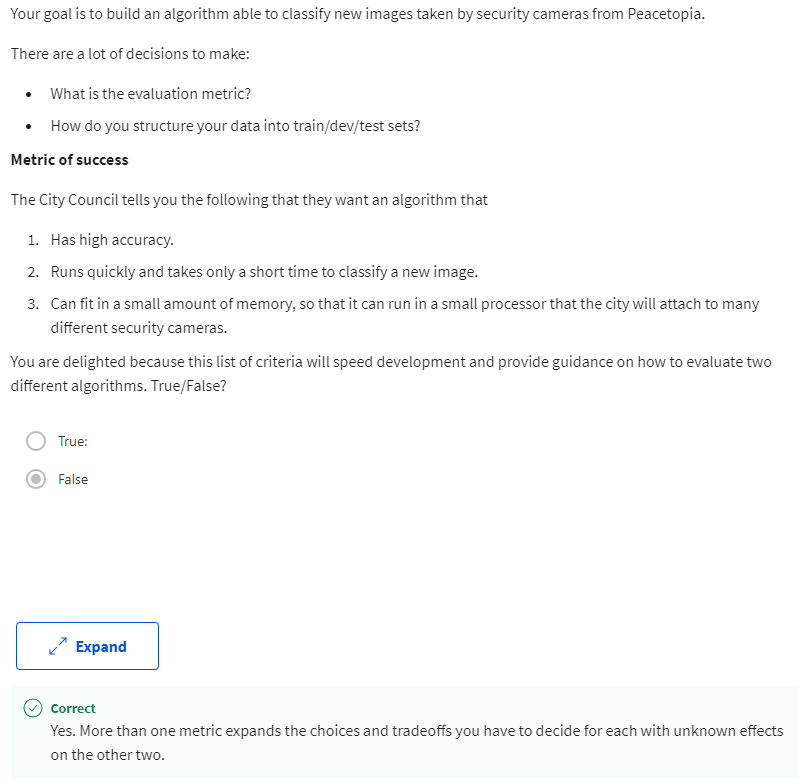 Your goal is to build an algorithm able to classify new images taken by security cameras from Peacetopia.
There are a lot of decisions to make:
• What is the evaluation metric?
• How do you structure your data into train/dev/test sets?
Metric of success
The City Council tells you the following that they want an algorithm that
1. Has high accuracy.
2. Runs quickly and takes only a short time to classify a new image.
3. Can fit in a small amount of memory, so that it can run in a small processor that the city will attach to many
different security cameras.
You are delighted because this list of criteria will speed development and provide guidance on how to evaluate two
different algorithms. True/False?
True:
False
Expand
Correct
Yes. More than one metric expands the choices and tradeoffs you have to decide for each with unknown effects
on the other two.